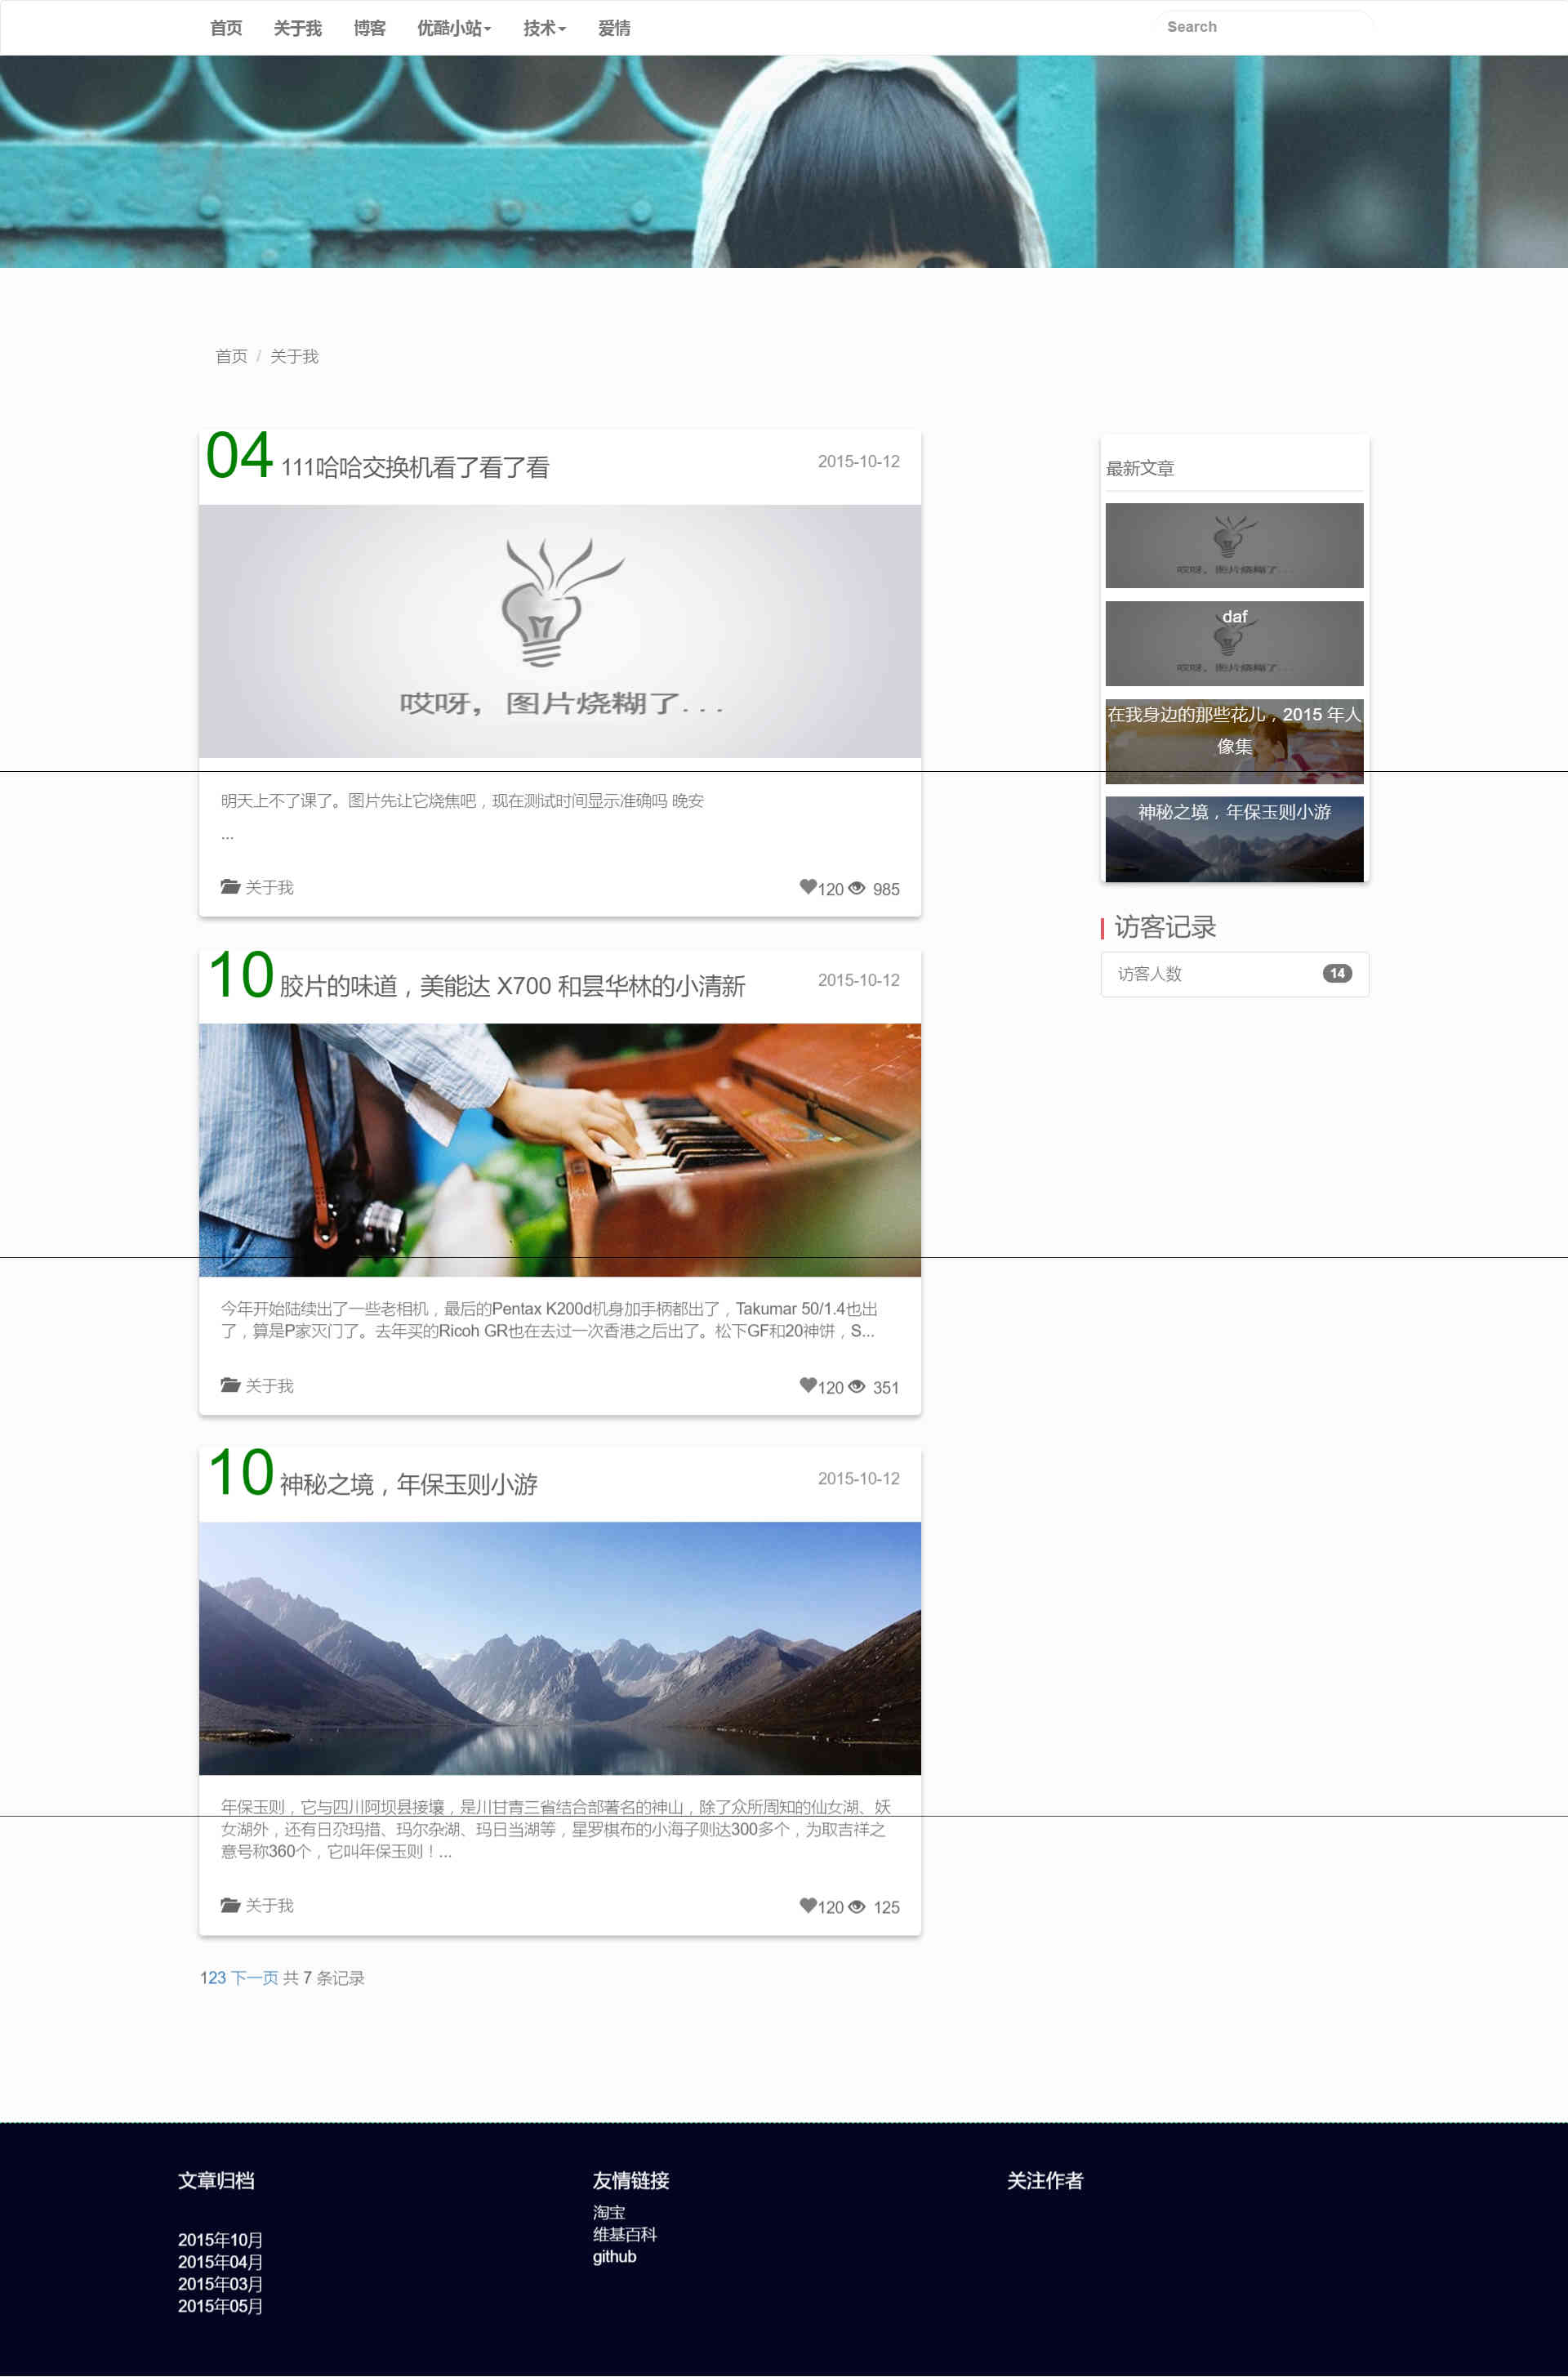 首页 关于我 博客 优酷小站 技术 爱情 Search
首页 / 关于我
04 111哈哈交换机看了看了看 2015-10-12
哎呀，图片烧糊了...
明天上不了课了。图片先让它烧焦吧，现在测试时间显示准确吗 晚安
...
关于我 120 985
10 胶片的味道，美能达 X700 和昙华林的小清新 2015-10-12
今年开始陆续出了一些老相机，最后的Pentax K200d机身加手柄都出了，Takumar 50/1.4也出
了，算是P家灭门了。去年买的Ricoh GR也在去过一次香港之后出了。松下GF和20神饼，S...
关于我 120 351
10 神秘之境，年保玉则小游 2015-10-12
年保玉则，它与四川阿坝县接壤，是川甘青三省结合部著名的神山，除了众所周知的仙女湖、妖
女湖外，还有日尕玛措、玛尔杂湖、玛日当湖等，星罗棋布的小海子则达300多个，为取吉祥之
意号称360个，它叫年保玉则！...
关于我 120 125
123 下一页 共 7 条记录
最新文章
哎呀，图片烧糊了...
daf
哎呀，图片烧糊了...
在我身边的那些花儿，2015 年人
像集
神秘之境，年保玉则小游
访客记录
访客人数 14
文章归档
2015年10月
2015年04月
2015年03月
2015年05月
友情链接
淘宝
维基百科
github
关注作者